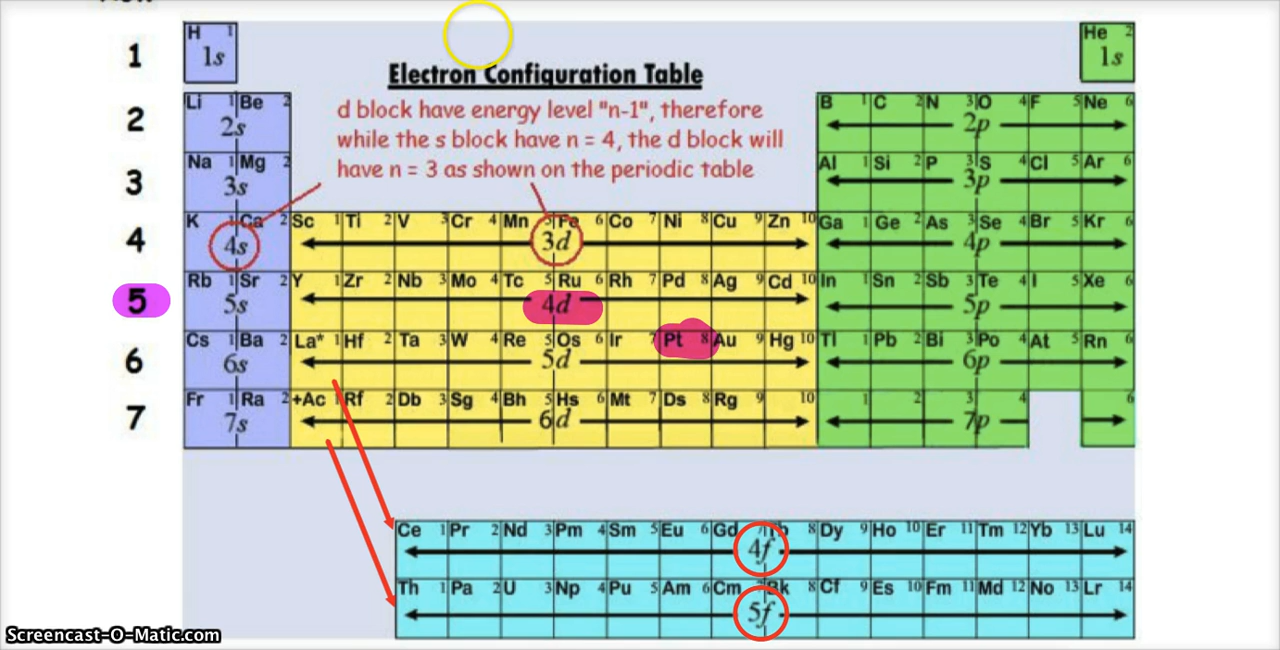 1 H 1 1s He 2 1s
Electron Configuration Table
d block have energy level "n-1", therefore
while the s block have n = 4, the d block will
have n = 3 as shown on the periodic table
2 Li 1 Be 2 2s B 1 C 2 N 3 O 4 F 5 Ne 6 2p
3 Na 1 Mg 2 3s Al 1 Si 2 P 3 S 4 Cl 5 Ar 6 3p
4 K 1 Ca 2 4s Sc 1 Ti 2 V 3 Cr 4 Mn 5 Fe 6 Co 7 Ni 8 Cu 9 Zn 10 3d Ga 1 Ge 2 As 3 Se 4 Br 5 Kr 6 4p
5 Rb 1 Sr 2 5s Y 1 Zr 2 Nb 3 Mo 4 Tc 5 Ru 6 Rh 7 Pd 8 Ag 9 Cd 10 4d In 1 Sn 2 Sb 3 Te 4 I 5 Xe 6 5p
6 Cs 1 Ba 2 6s La* 1 Hf 2 Ta 3 W 4 Re 5 Os 6 Ir 7 Pt 8 Au 9 Hg 10 5d Tl 1 Pb 2 Bi 3 Po 4 At 5 Rn 6 6p
7 Fr 1 Ra 2 7s +Ac 1 Rf 2 Db 3 Sg 4 Bh 5 Hs 6 Mt 7 Ds 8 Rg 9 10 6d 1 2 3 4 6 7p
Ce 1 Pr 2 Nd 3 Pm 4 Sm 5 Eu 6 Gd 7 Tb 8 Dy 9 Ho 10 Er 11 Tm 12 Yb 13 Lu 14 4f
Th 1 Pa 2 U 3 Np 4 Pu 5 Am 6 Cm 7 Bk 8 Cf 9 Es 10 Fm 11 Md 12 No 13 Lr 14 5f
Screencast-O-Matic.com